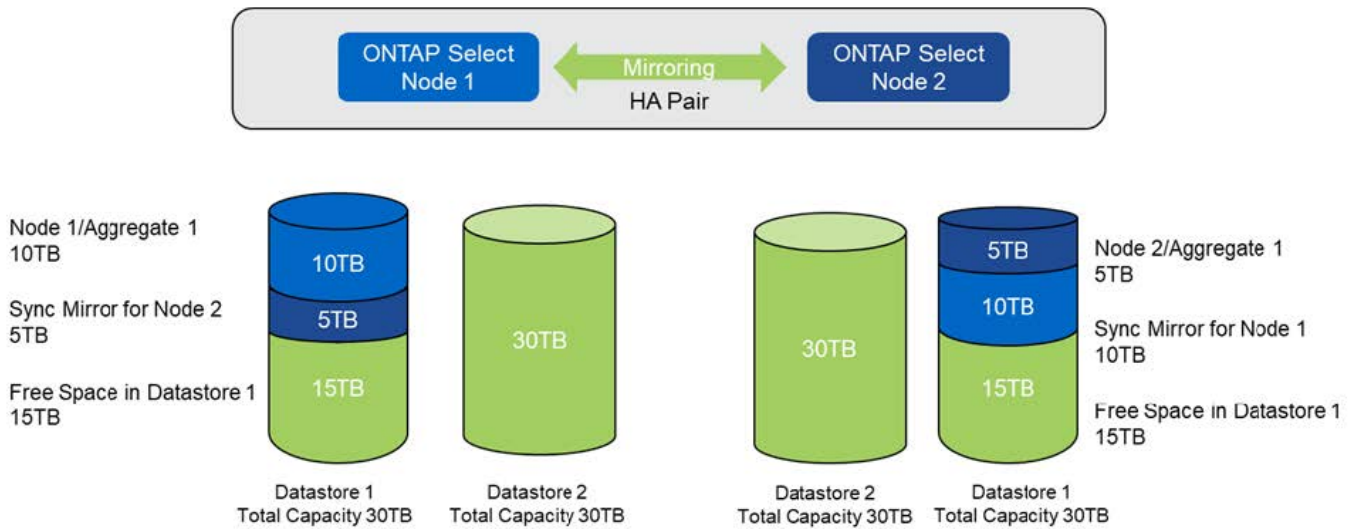 ONTAP Select
Node 1
Mirroring
HA Pair
ONTAP Select
Node 2
Node 1/Aggregate 1
10TB
Sync Mirror for Node 2
5TB
Free Space in Datastore 1
15TB
10TB
5TB
15TB
30TB
30TB
5TB
10TB
15TB
Node 2/Aggregate 1
5TB
Sync Mirror for Node 1
10TB
Free Space in Datastore 1
15TB
Datastore 1
Total Capacity 30TB
Datastore 2
Total Capacity 30TB
Datastore 2
Total Capacity 30TB
Datastore 1
Total Capacity 30TB